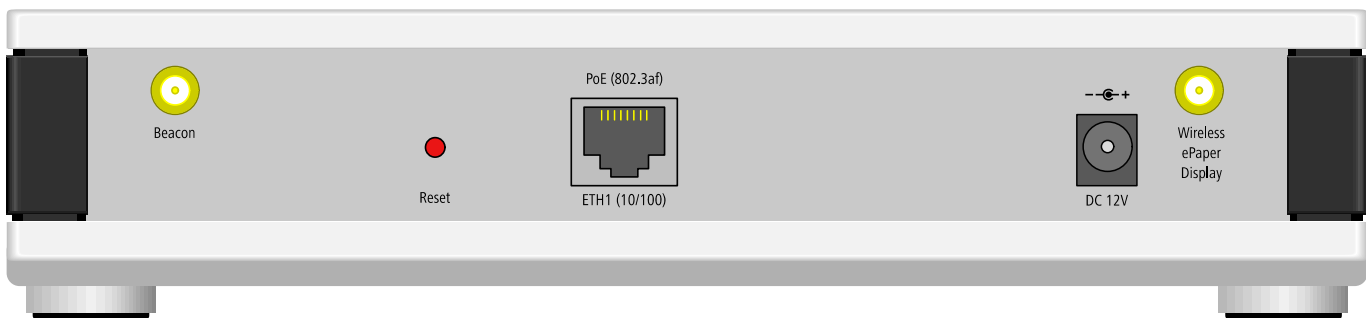 Beacon
Reset
PoE (802.3af)
ETH1 (10/100)
DC 12V
Wireless
ePaper
Display